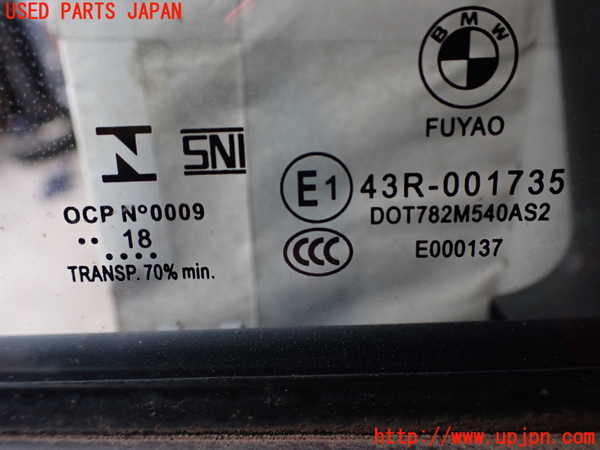 USED PARTS JAPAN
BMW
FUYAO
SNI
E1 43R-001735
OCP Nº0009
DOT782M540AS2
.. 18
....
CCC
E000137
TRANSP. 70% min.
http://www.upjpn.com/